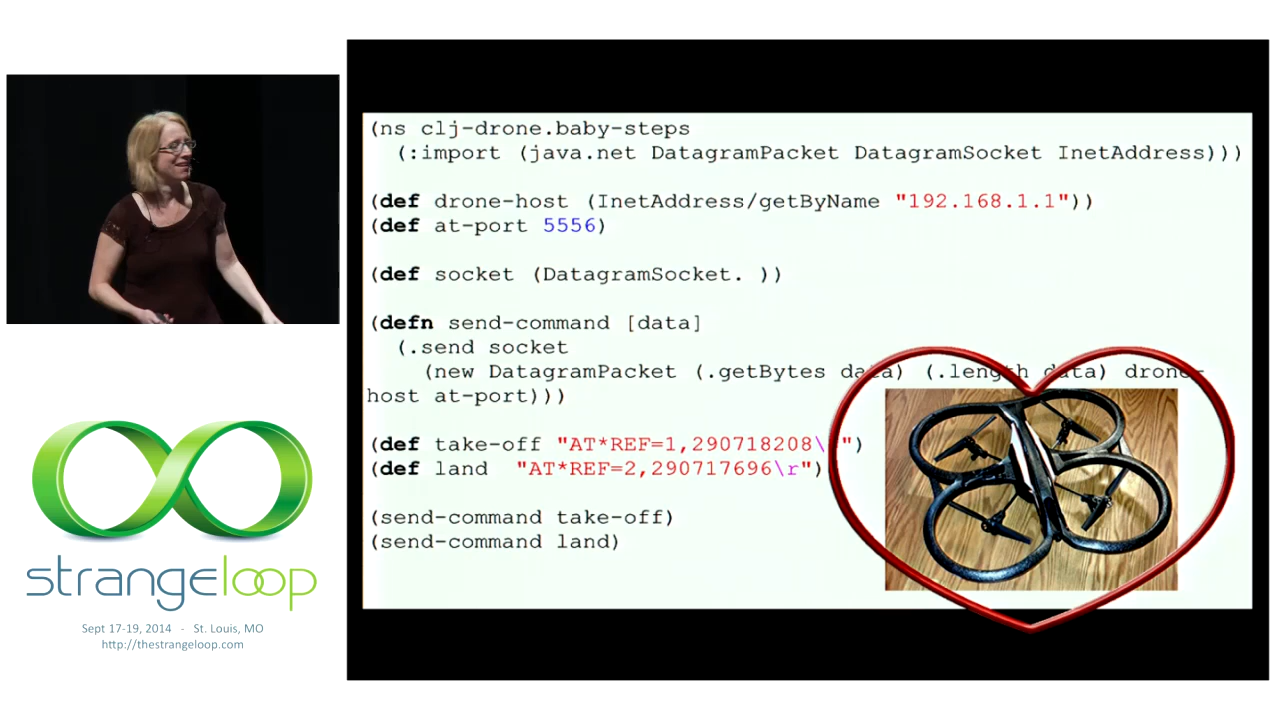 (ns clj-drone.baby-steps
(:import (java.net DatagramPacket DatagramSocket InetAddress)))
(def drone-host (InetAddress/getByName "192.168.1.1"))
(def at-port 5556)
(def socket (DatagramSocket. ))
(defn send-command [data]
(.send socket
(new DatagramPacket (.getBytes data) (.length data) drone-
host at-port)))
(def take-off "AT*REF=1,290718208\ ")
(def land "AT*REF=2,290717696\r")
(send-command take-off)
(send-command land)
strangeloop
Sept 17-19, 2014 - St. Louis, MO
http://thestrangeloop.com